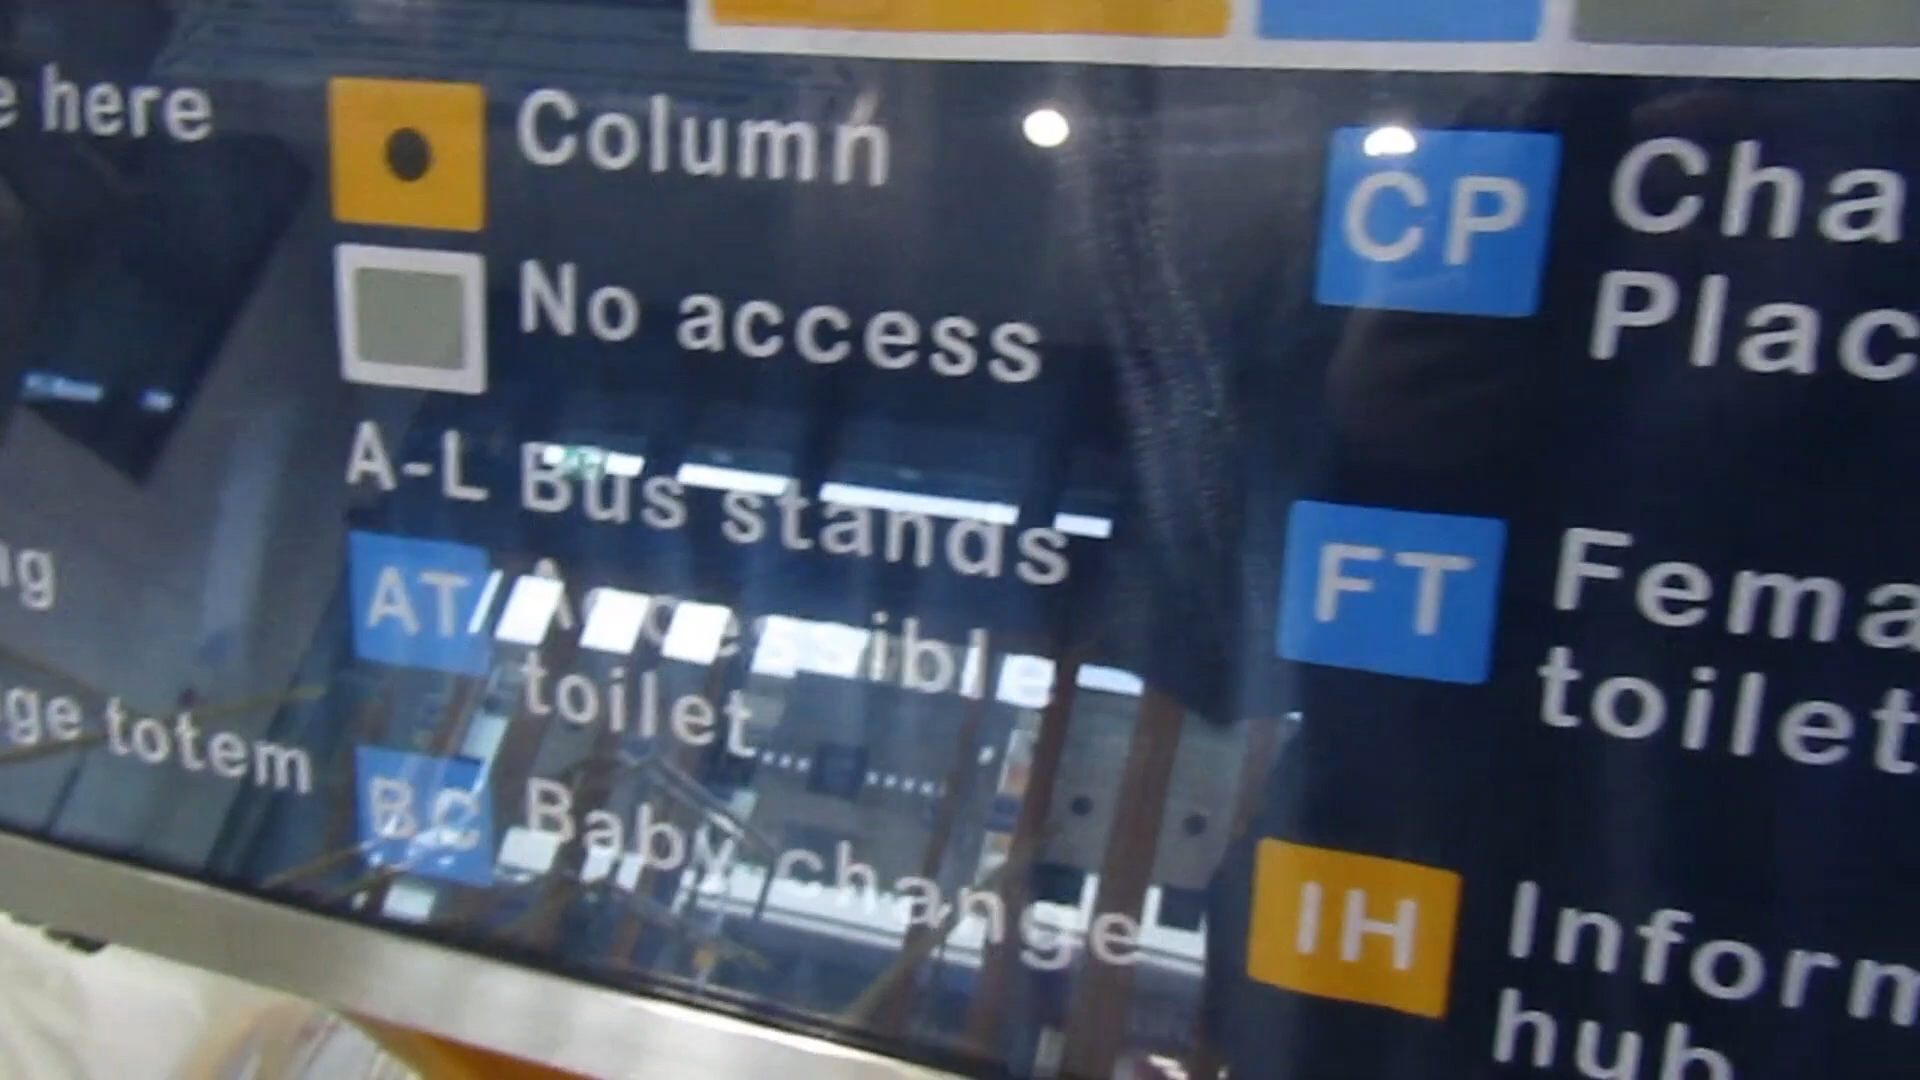 e here
ng
ge totem
Column
No access
A-L Bus stands
AT/ Accessible
toilet
BC Baby change
CP Cha
Plac
FT Fema
toilet
IH Inform
hub